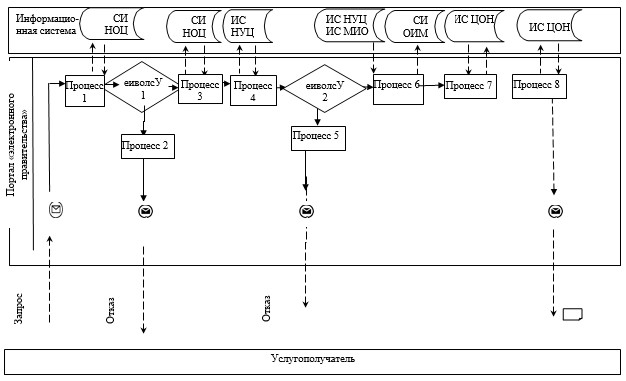 Информацио-
нная система
СИ
НОЦ
СИ
НОЦ
ИС
НУЦ
ИС НУЦ
ИС МИО
СИ
ОИМ
ИС ЦОН
ИС ЦОН
Портал «электронного
правительства»
Процесс
1
еиволсУ
1
Процесс
3
Процесс
4
еиволсУ
2
Процесс 6
Процесс 7
Процесс 8
Процесс 2
Процесс 5
Запрос
Отказ
Отказ
Услугополучатель